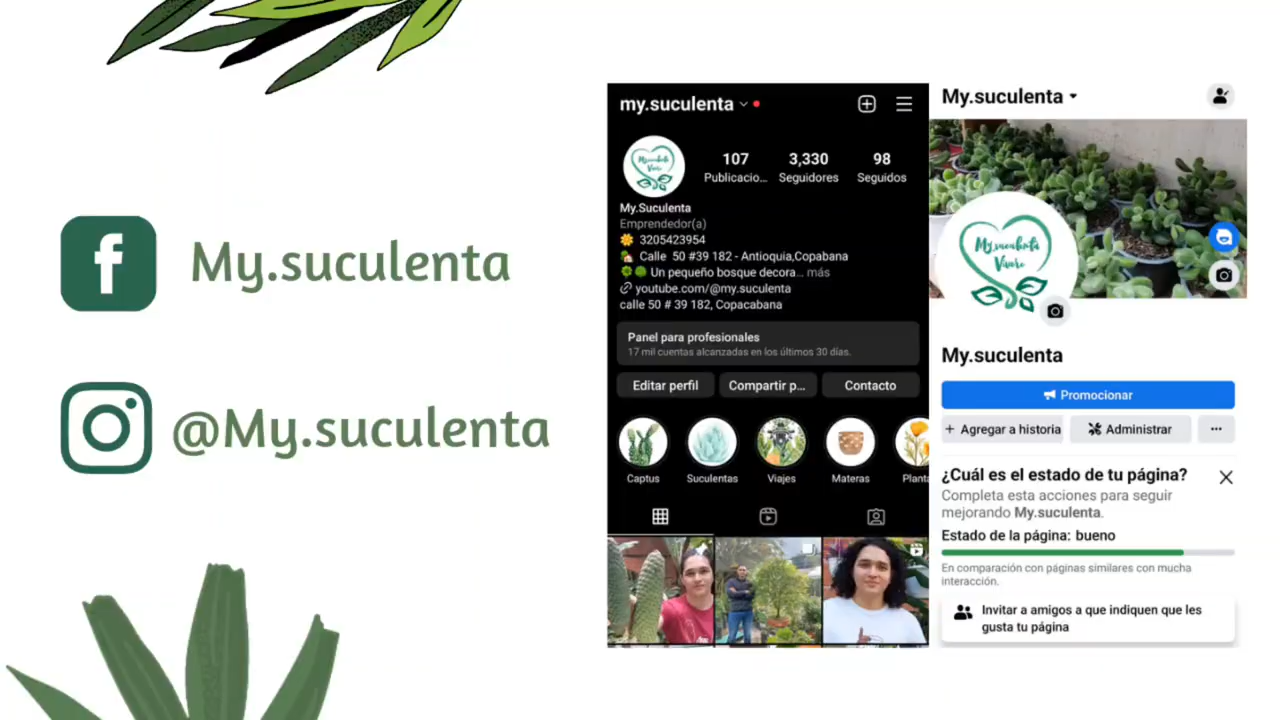 My.suculenta
@My.suculenta
my.suculenta
107
3,330
98
Publicacio...
Seguidores
Seguidos
My.Suculenta
Emprendedor(a)
3205423954
Calle 50 #39 182 - Antioquia,Copabana
Un pequeño bosque decora... más
youtube.com/@my.suculenta
calle 50 # 39 182, Copacabana
Panel para profesionales
17 mil cuentas alcanzadas en los últimos 30 días.
Editar perfil
Compartir p...
Contacto
Captus
Suculentas
Viajes
Materas
Planta
My.suculenta
My.suculenta
Vivero
My.suculenta
Promocionar
+ Agregar a historia
Administrar
...
¿Cuál es el estado de tu página?
Completa esta acciones para seguir
mejorando My.suculenta.
Estado de la página: bueno
En comparación con páginas similares con mucha
interacción.
Invitar a amigos a que indiquen que les
gusta tu página